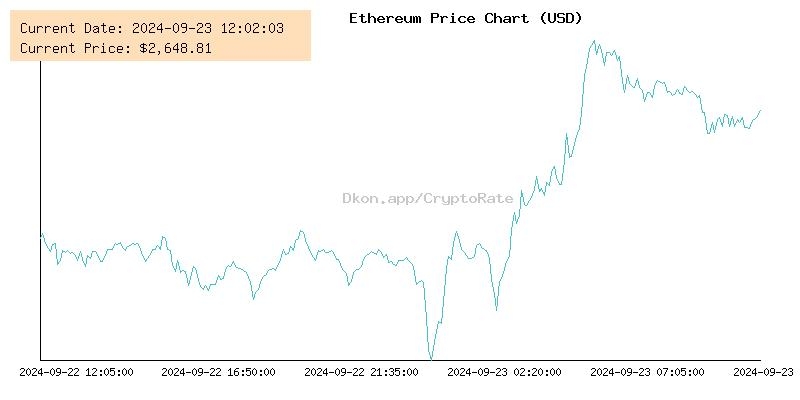 Ethereum Price Chart (USD)
Current Date: 2024-09-23 12:02:03
Current Price: $2,648.81
Dkon.app/CryptoRate
2024-09-22 12:05:00 2024-09-22 16:50:00 2024-09-22 21:35:00 2024-09-23 02:20:00 2024-09-23 07:05:00 2024-09-23